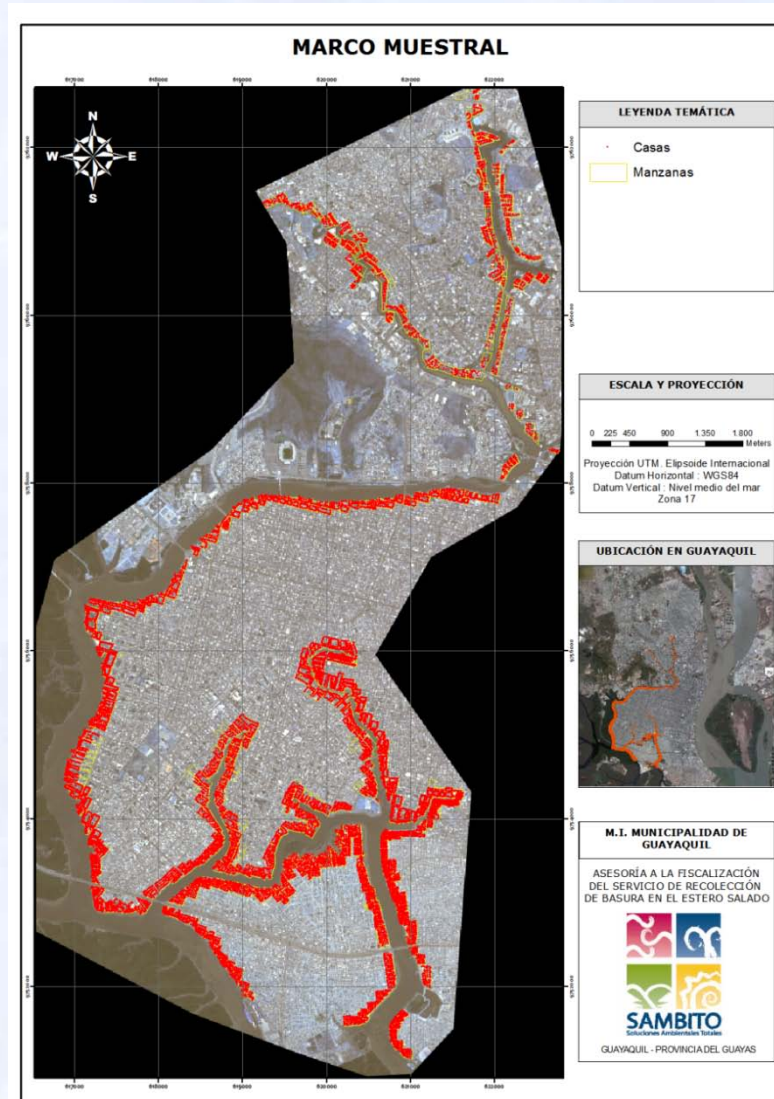 MARCO MUESTRAL
N
W E
S
LEYENDA TEMÁTICA
Casas
Manzanas
ESCALA Y PROYECCIÓN
0 225 450 900 1.350 1.800
Meters
Proyección UTM. Elipsoide Internacional
Datum Horizontal : WGS84
Datum Vertical : Nivel medio del mar
Zona 17
UBICACIÓN EN GUAYAQUIL
M.I. MUNICIPALIDAD DE
GUAYAQUIL
ASESORÍA A LA FISCALIZACIÓN
DEL SERVICIO DE RECOLECCIÓN
DE BASURA EN EL ESTERO SALADO
SAMBITO
Soluciones Ambientales Totales
GUAYAQUIL - PROVINCIA DEL GUAYAS